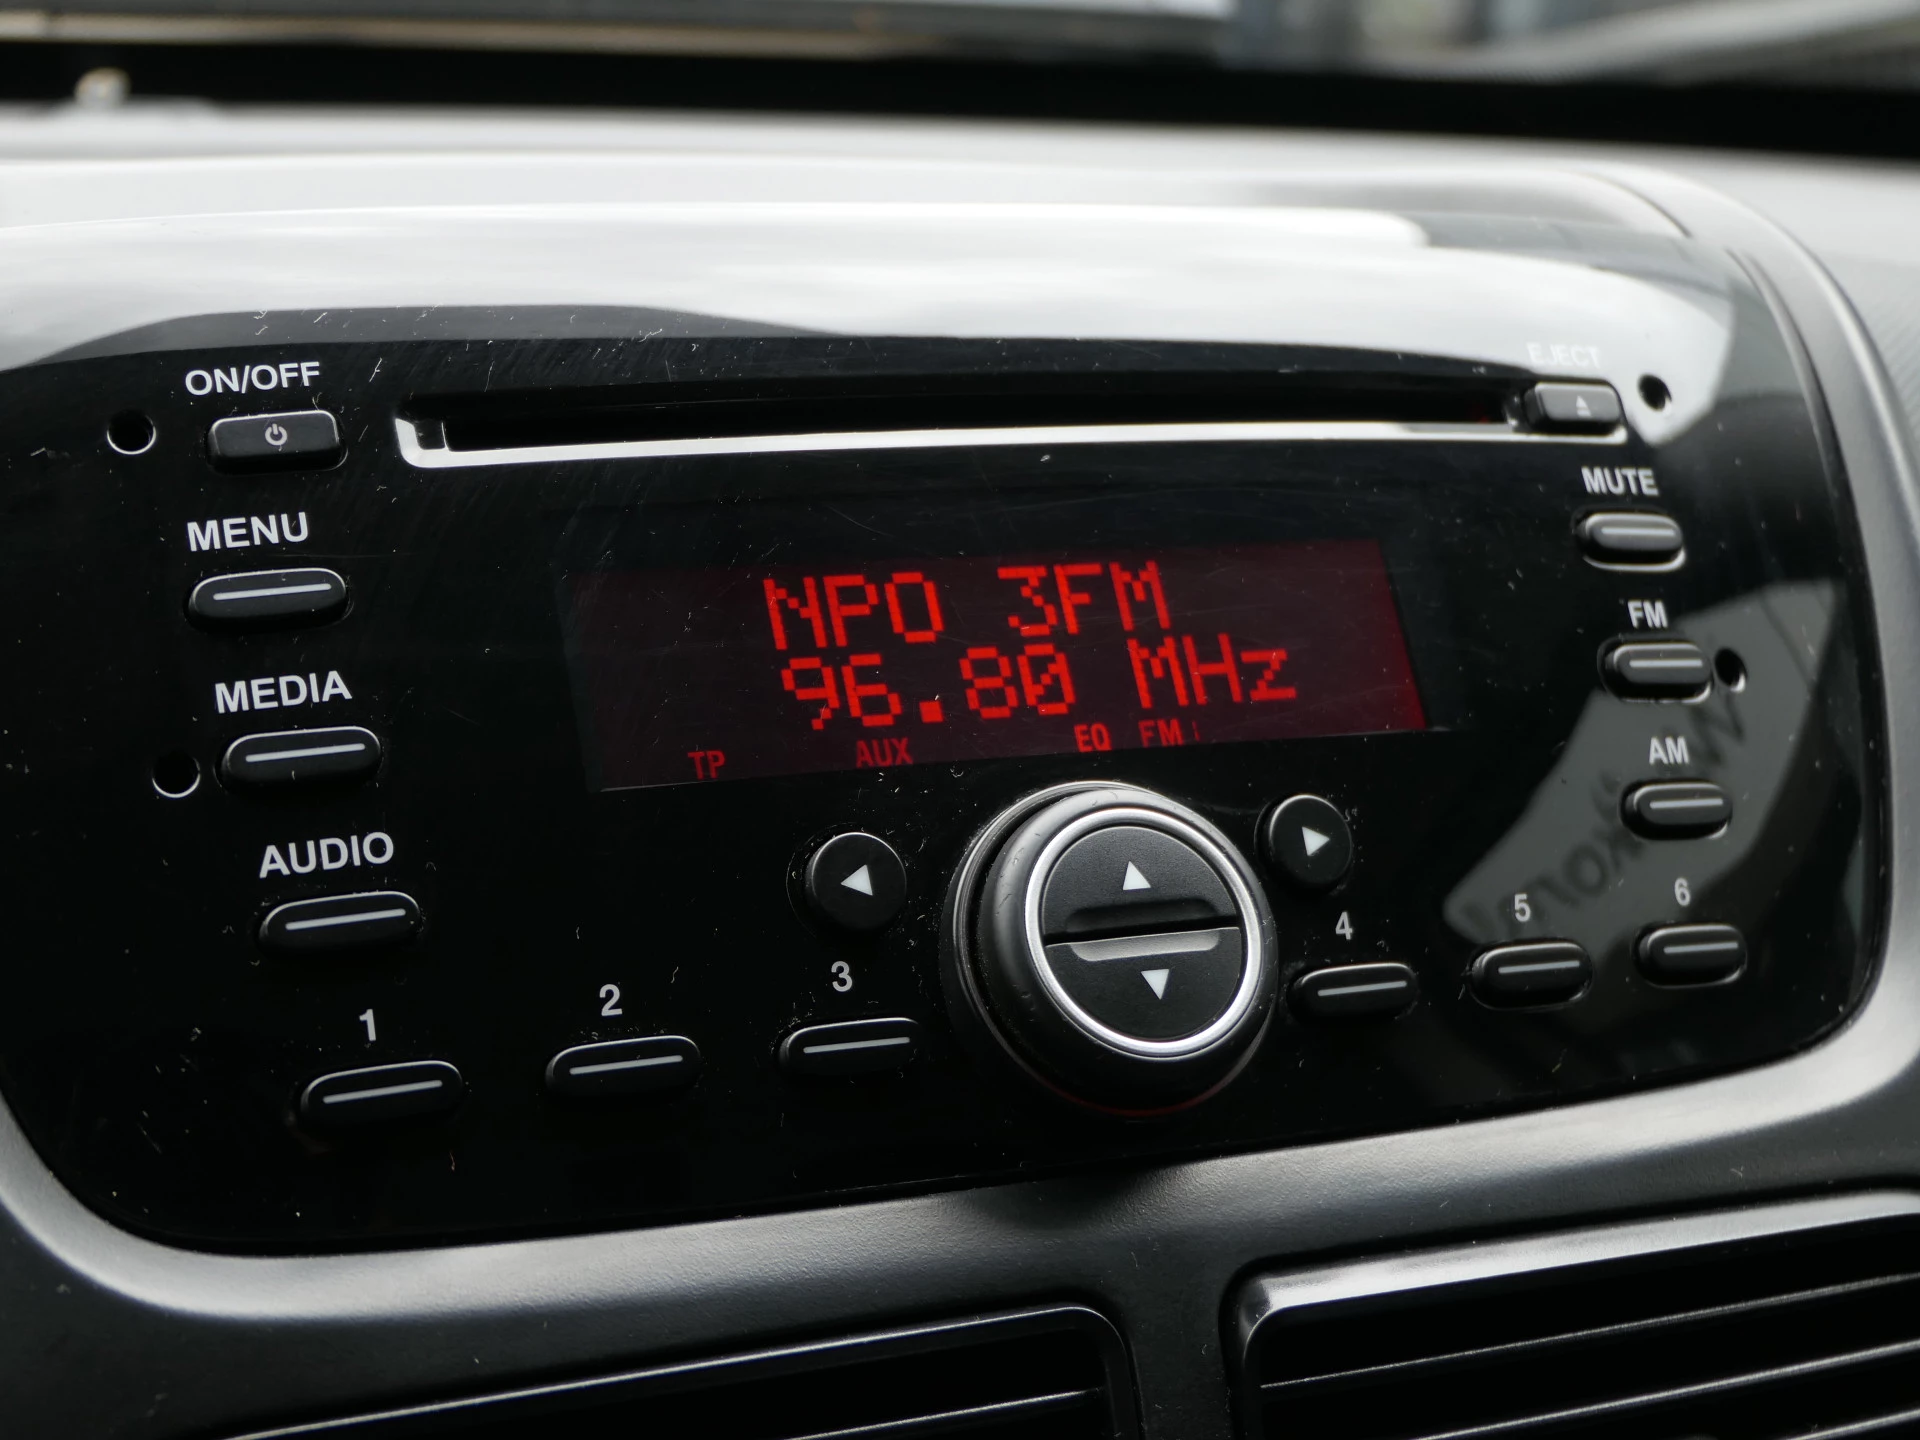 ON/OFF
EJECT
MENU
MUTE
NPO 3FM
96.80 MHz
TP AUX EQ FM
FM
MEDIA
AM
AUDIO
1 2 3 4 5 6